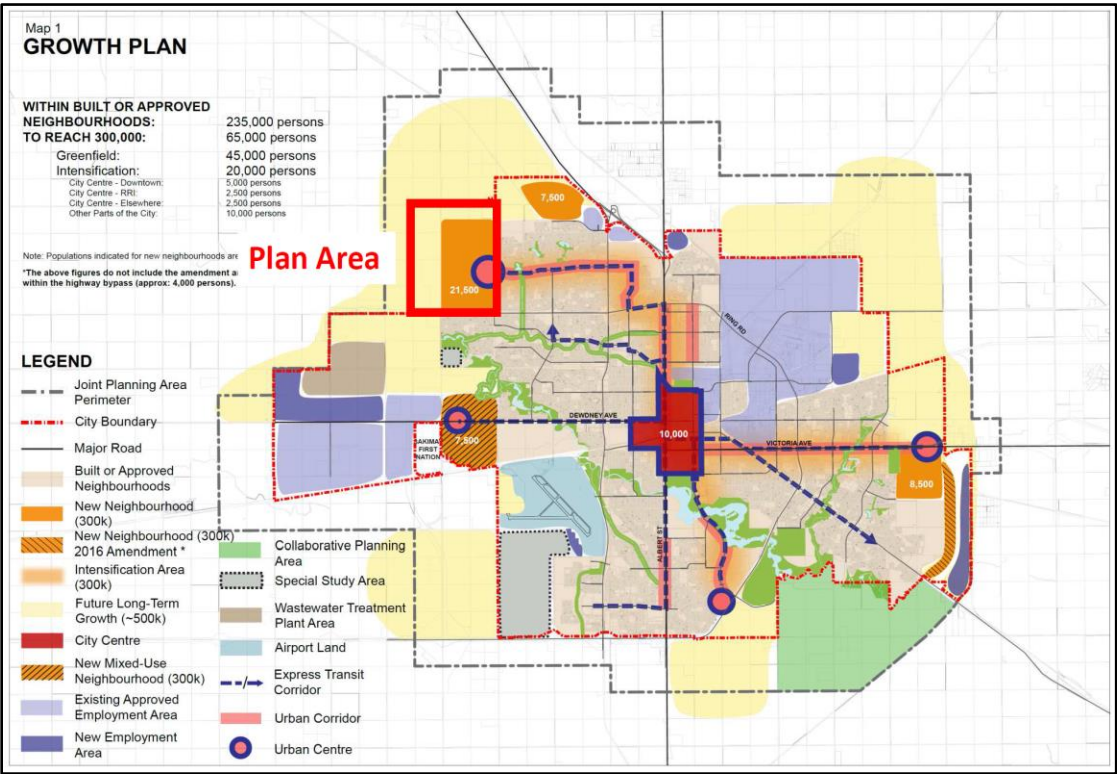 Map 1
GROWTH PLAN
WITHIN BUILT OR APPROVED
NEIGHBOURHOODS: 235,000 persons
TO REACH 300,000: 65,000 persons
Greenfield: 45,000 persons
Intensification: 20,000 persons
City Centre - Downtown: 5,000 persons
City Centre - RRI: 2,500 persons
City Centre - Elsewhere: 2,500 persons
Other Parts of the City: 10,000 persons
Note: Populations indicated for new neighbourhoods are
*The above figures do not include the amendment a
within the highway bypass (approx: 4,000 persons).
Plan Area
7,500
21,500
RING RD
DEWDNEY AVE
7,500
JAKIMAY
FIRST
NATION
10,000
VICTORIA AVE
8,500
ALBERT ST
LEGEND
Joint Planning Area
Perimeter
City Boundary
Major Road
Built or Approved
Neighbourhoods
New Neighbourhood
(300k)
New Neighbourhood (300k)
2016 Amendment *
Intensification Area
(300k)
Future Long-Term
Growth (~500k)
City Centre
New Mixed-Use
Neighbourhood (300k)
Existing Approved
Employment Area
New Employment
Area
Collaborative Planning
Area
Special Study Area
Wastewater Treatment
Plant Area
Airport Land
Express Transit
Corridor
Urban Corridor
Urban Centre